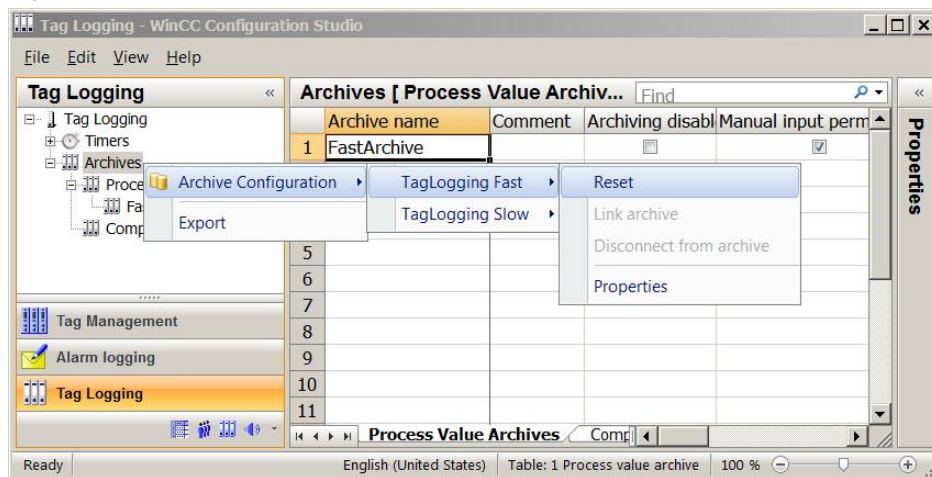 Tag Logging - WinCC Configuration Studio
File Edit View Help
Tag Logging «
Archives [ Process Value Archiv... Find
«
Properties
Tag Logging
Timers
Archives
Proce
Fa
Comp
Archive Configuration
Export
TagLogging Fast
TagLogging Slow
Reset
Link archive
Disconnect from archive
Properties
Archive name Comment Archiving disabl Manual input perm
1 FastArchive
5
6
7
8
9
10
11
Tag Management
Alarm logging
Tag Logging
Process Value Archives Comp
Ready English (United States) Table: 1 Process value archive 100 %